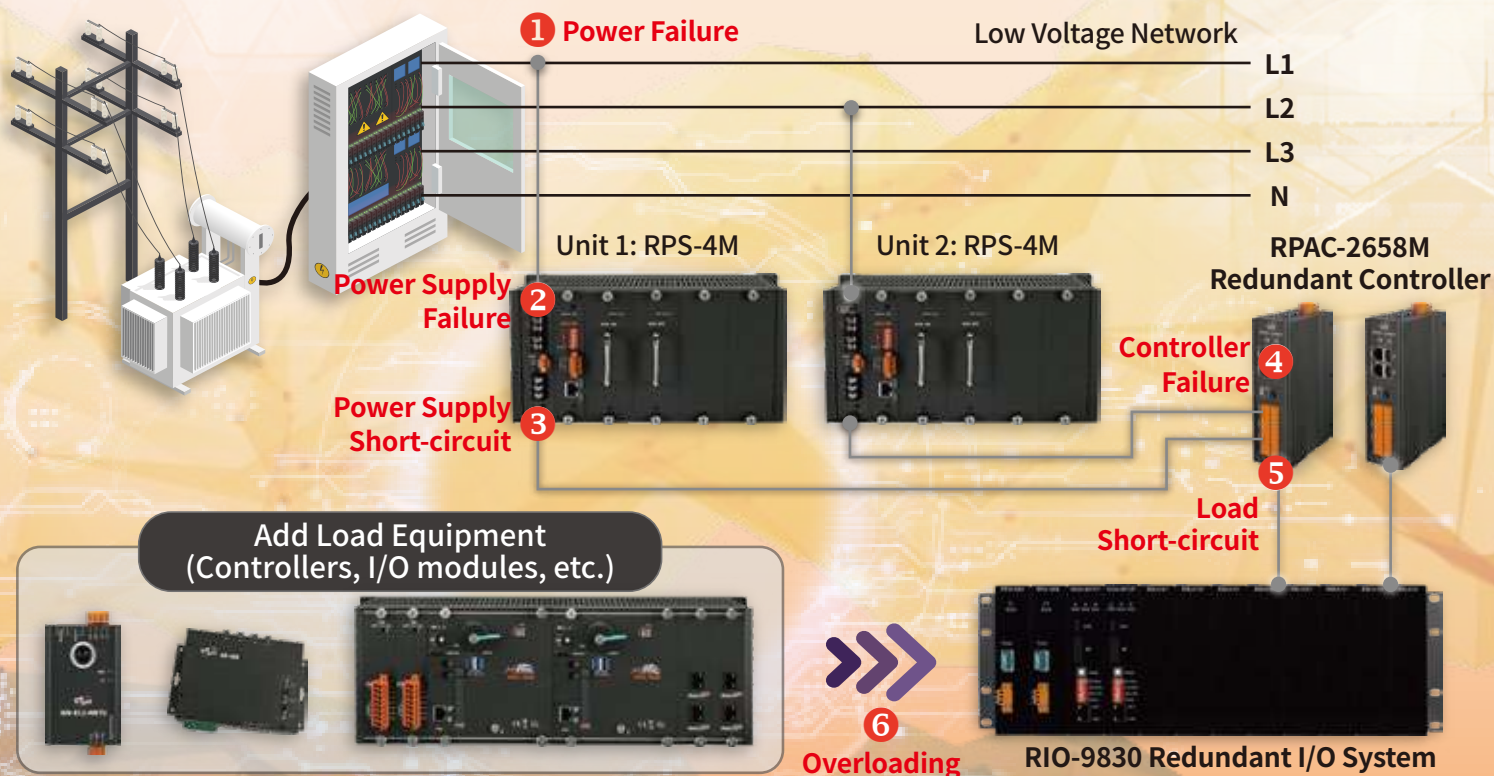 1 Power Failure
Low Voltage Network
L1
L2
L3
N
Unit 1: RPS-4M
Unit 2: RPS-4M
RPAC-2658M
Redundant Controller
Power Supply
Failure
2
Controller
Failure
4
Power Supply
Short-circuit
3
5
Load
Short-circuit
Add Load Equipment
(Controllers, I/O modules, etc.)
6
Overloading
RIO-9830 Redundant I/O System